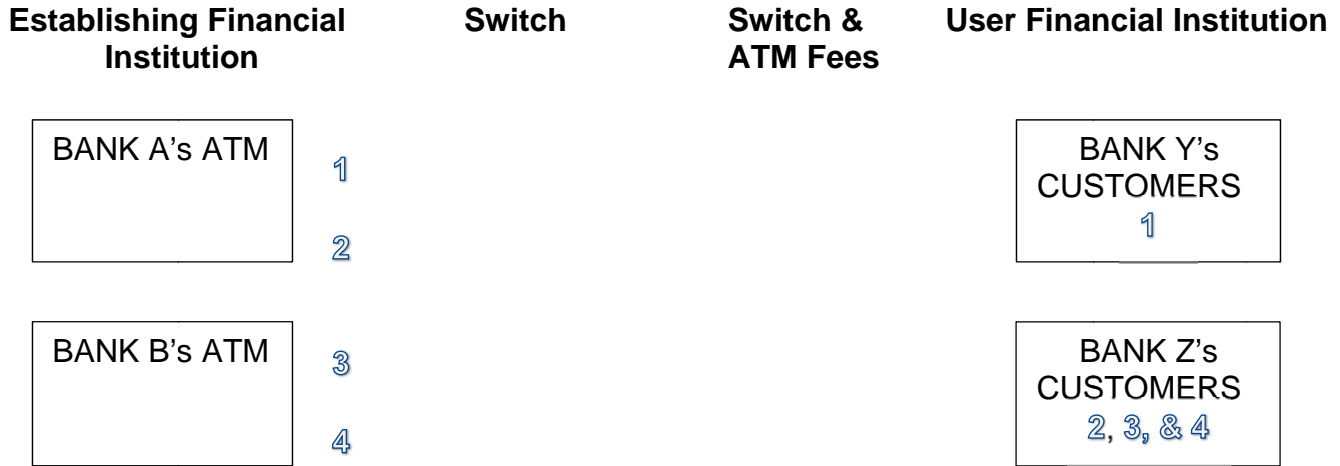 Establishing Financial Institution
Switch
Switch &
ATM Fees
User Financial Institution
BANK A’s ATM
1
2
BANK Y’s
CUSTOMERS
1
BANK B’s ATM
3
4
BANK Z’s
CUSTOMERS
2, 3, & 4